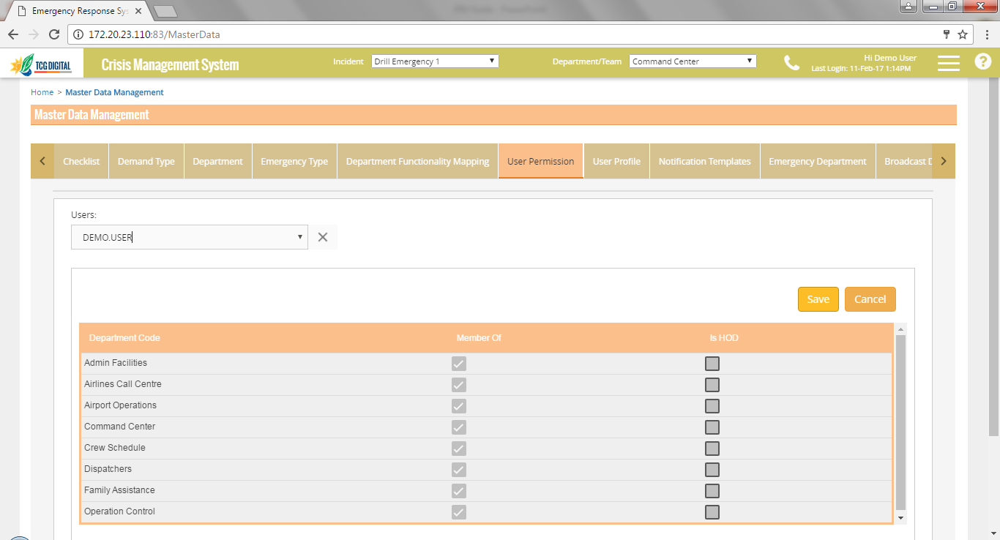 Emergency Response Sys
172.20.23.110:83/MasterData
TCG DIGITAL
Crisis Management System
Incident
Drill Emergency 1
Department/Team
Command Center
Hi Demo User
Last Login: 11-Feb-17 1:14PM
?
Home > Master Data Management
Master Data Management
Checklist
Demand Type
Department
Emergency Type
Department Functionality Mapping
User Permission
User Profile
Notification Templates
Emergency Department
Broadcast D
Users:
DEMO.USER
Save
Cancel
Department Code
Member Of
Is HOD
Admin Facilities
Airlines Call Centre
Airport Operations
Command Center
Crew Schedule
Dispatchers
Family Assistance
Operation Control